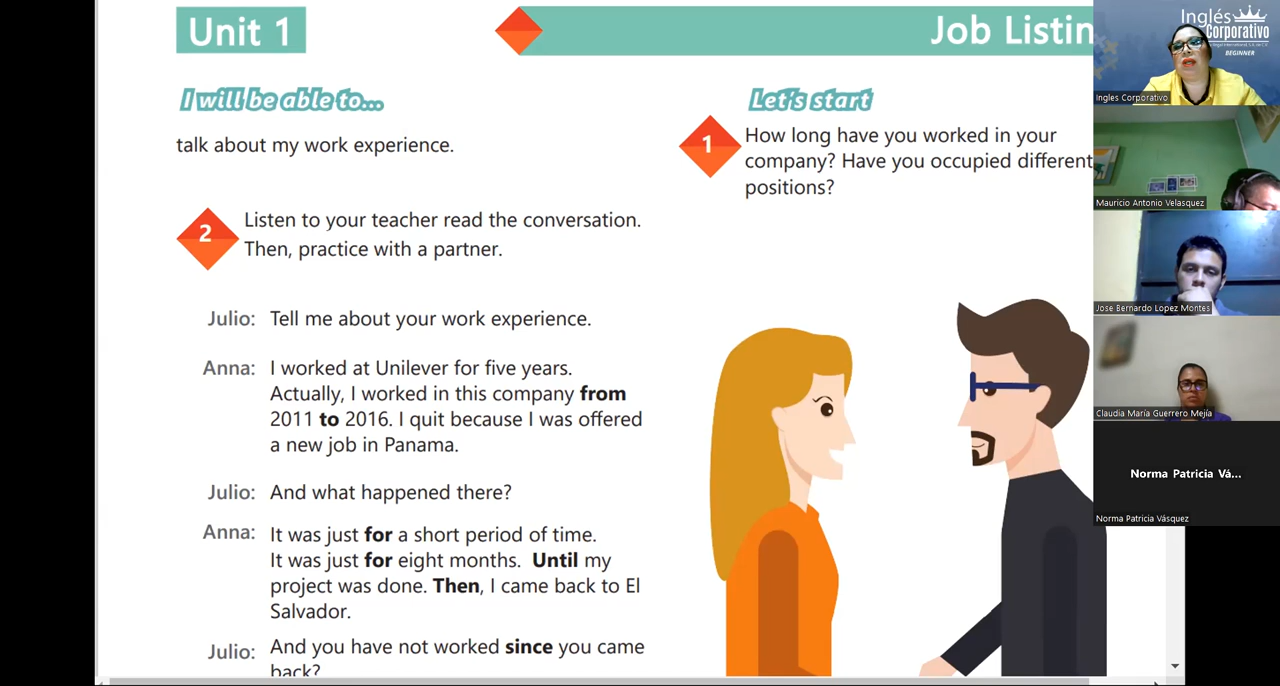 Unit 1
Job Listin
I will be able to...
talk about my work experience.
Let's start
1
How long have you worked in your
company? Have you occupied different
positions?
2
Listen to your teacher read the conversation.
Then, practice with a partner.
Julio: Tell me about your work experience.
Anna: I worked at Unilever for five years.
Actually, I worked in this company from
2011 to 2016. I quit because I was offered
a new job in Panama.
Julio: And what happened there?
Anna: It was just for a short period of time.
It was just for eight months. Until my
project was done. Then, I came back to El
Salvador.
Julio: And you have not worked since you came
back?
Inglés
Corporativo
BEGINNER
Ingles Corporativo
Mauricio Antonio Velasquez
Jose Bernardo Lopez Montes
Claudia María Guerrero Mejía
Norma Patricia Vá...
Norma Patricia Vásquez